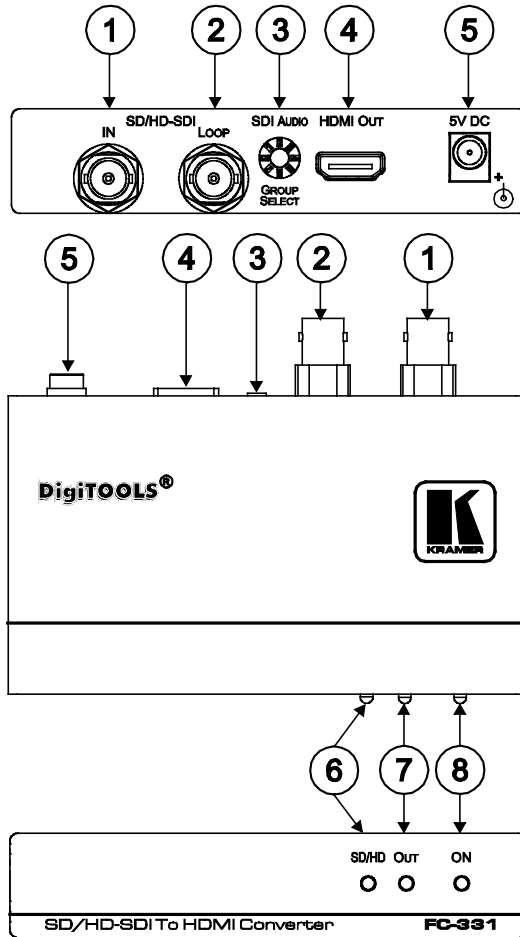 1 2 3 4 5
SD/HD-SDI SDI AUDIO HDMI OUT 5V DC
IN LOOP
GROUP
SELECT
+
5 4 3 2 1
DigiTOOLS®
K
KRAMER
6 7 8
SD/HD OUT ON
SD/HD-SDI To HDMI Converter FC-331